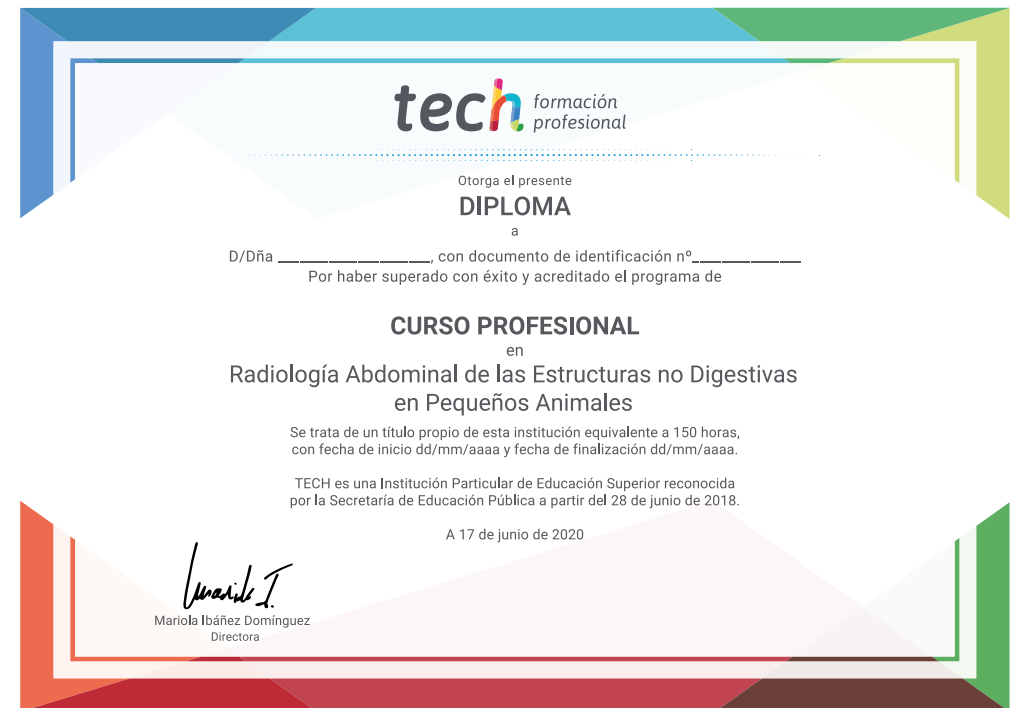 tech formación
profesional
Otorga el presente
DIPLOMA
a
D/Dña ____________________, con documento de identificación nº______________
Por haber superado con éxito y acreditado el programa de
CURSO PROFESIONAL
en
Radiología Abdominal de las Estructuras no Digestivas
en Pequeños Animales
Se trata de un título propio de esta institución equivalente a 150 horas,
con fecha de inicio dd/mm/aaaa y fecha de finalización dd/mm/aaaa.
TECH es una Institución Particular de Educación Superior reconocida
por la Secretaría de Educación Pública a partir del 28 de junio de 2018.
A 17 de junio de 2020
Mariola I.
Mariola Ibáñez Domínguez
Directora